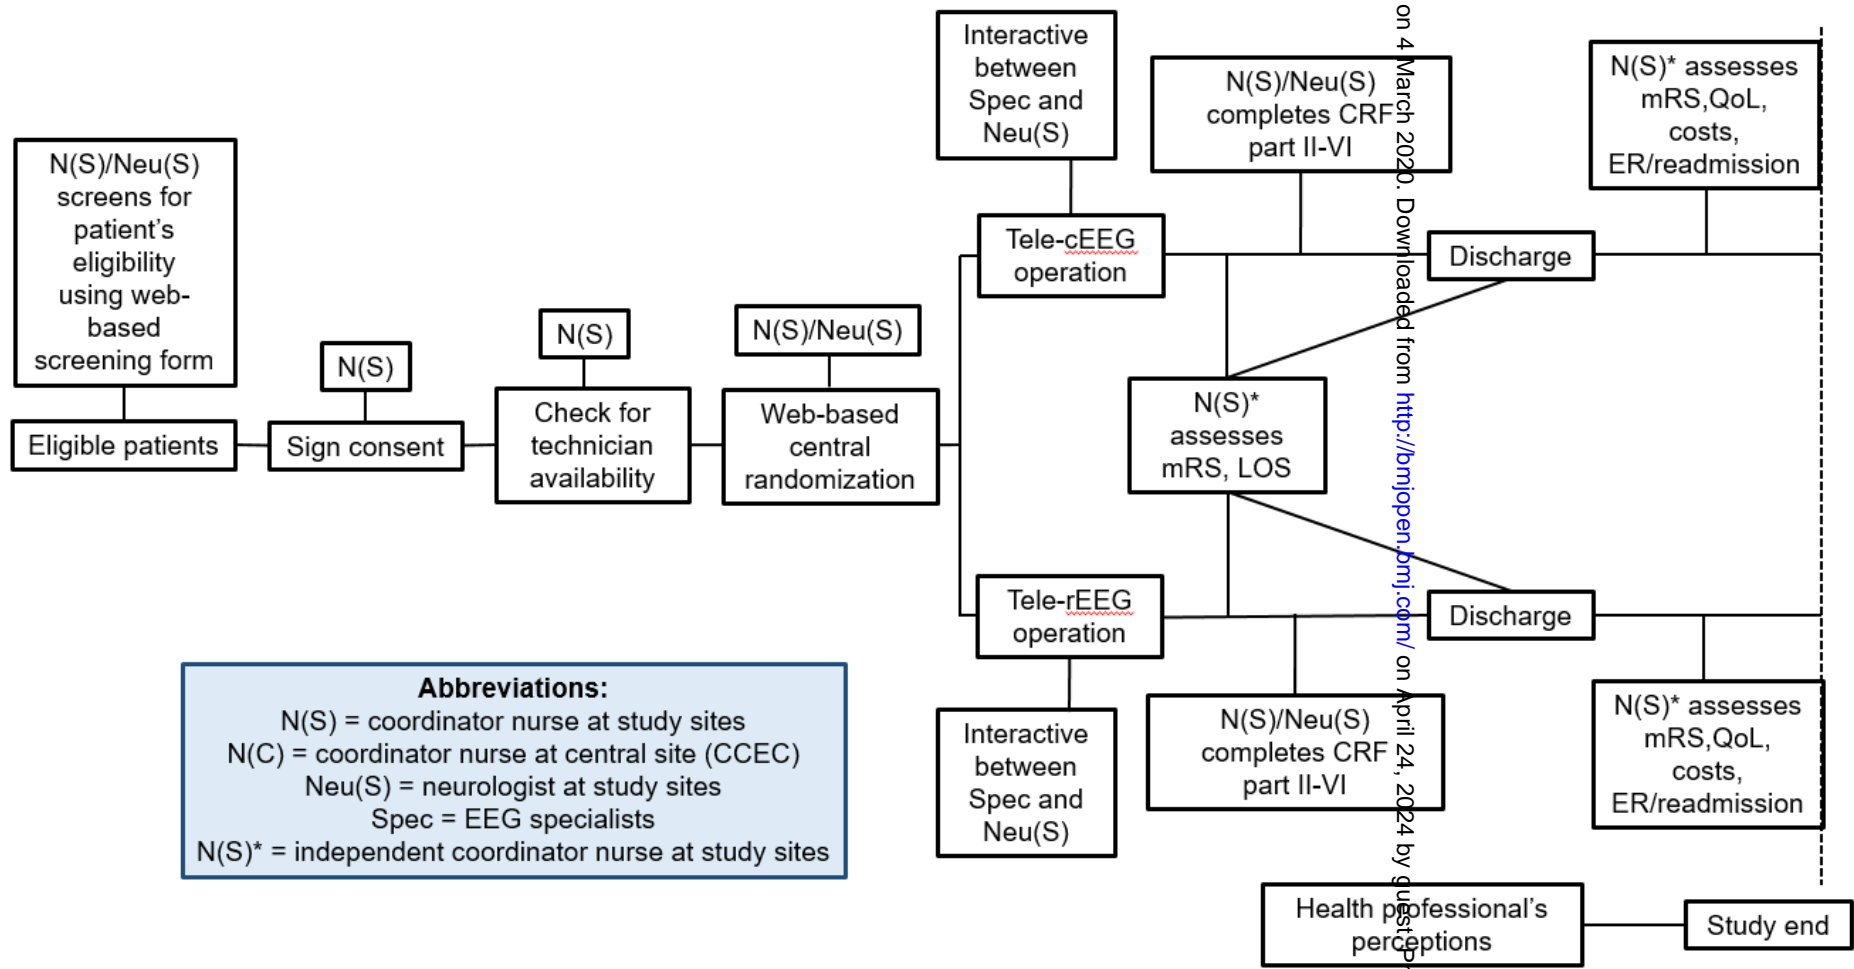 N(S)/Neu(S)
screens for
patient's
eligibility
using web-
based
screening form
Eligible patients
N(S)
Sign consent
N(S)
Check for
technician
availability
N(S)/Neu(S)
Web-based
central
randomization
Interactive
between
Spec and
Neu(S)
Tele-cEEG
operation
N(S)/Neu(S)
completes CRF
part II-VI
Discharge
N(S)* assesses
mRS,QoL,
costs,
ER/readmission
N(S)*
assesses
mRS, LOS
Tele-rEEG
operation
Interactive
between
Spec and
Neu(S)
N(S)/Neu(S)
completes CRF
part II-VI
Discharge
N(S)* assesses
mRS,QoL,
costs,
ER/readmission
Health professional's
perceptions
Study end
Abbreviations:
N(S) = coordinator nurse at study sites
N(C) = coordinator nurse at central site (CCEC)
Neu(S) = neurologist at study sites
Spec = EEG specialists
N(S)* = independent coordinator nurse at study sites
on 4 March 2020. Downloaded from http://bmjopen.bmj.com/ on April 24, 2024 by guest.